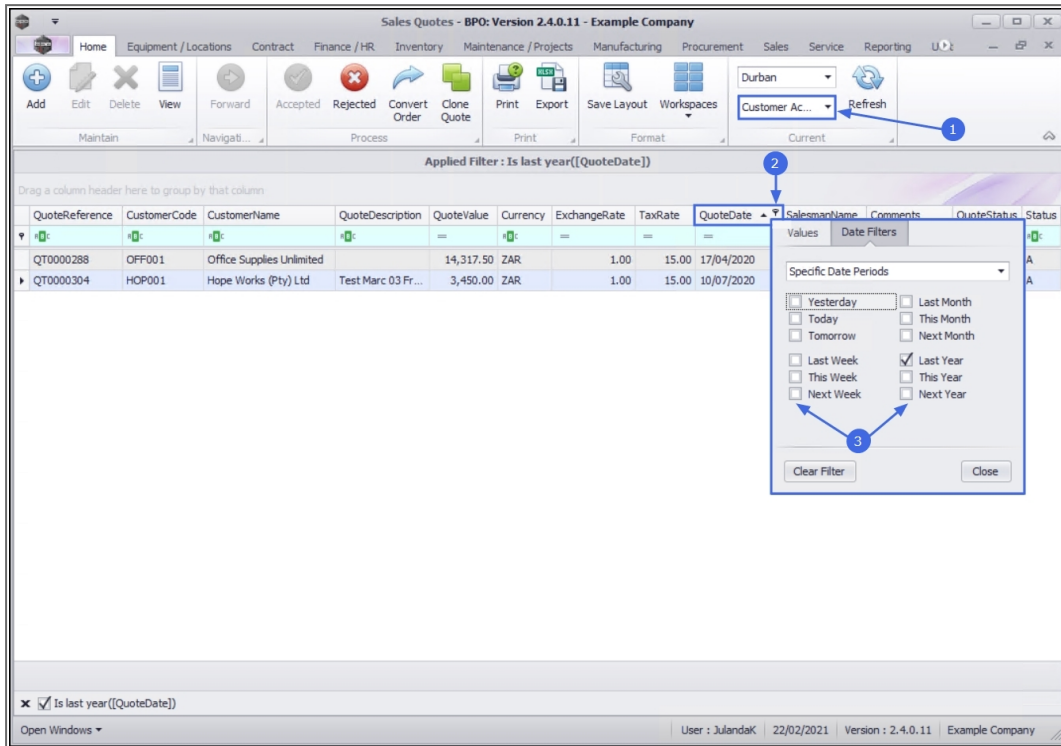 Sales Quotes - BPO: Version 2.4.0.11 - Example Company
Home Equipment / Locations Contract Finance / HR Inventory Maintenance / Projects Manufacturing Procurement Sales Service Reporting
Add Edit Delete View Forward Accepted Rejected Convert Order Clone Quote Print Export Save Layout Workspaces Durban Customer Ac... Refresh
Maintain Navigati... Process Print Format Current
1
Applied Filter : Is last year([QuoteDate])
2
Drag a column header here to group by that column
QuoteReference CustomerCode CustomerName QuoteDescription QuoteValue Currency ExchangeRate TaxRate QuoteDate SalesmanName Comments QuoteStatus Status
= = = =
QT0000288 OFF001 Office Supplies Unlimited 14,317.50 ZAR 1.00 15.00 17/04/2020 A
QT0000304 HOP001 Hope Works (Pty) Ltd Test Marc 03 Fr... 3,450.00 ZAR 1.00 15.00 10/07/2020 A
Values Date Filters
Specific Date Periods
Yesterday Last Month
Today This Month
Tomorrow Next Month
Last Week Last Year
This Week This Year
Next Week Next Year
3
Clear Filter Close
Is last year([QuoteDate])
Open Windows User : JulandaK 22/02/2021 Version : 2.4.0.11 Example Company